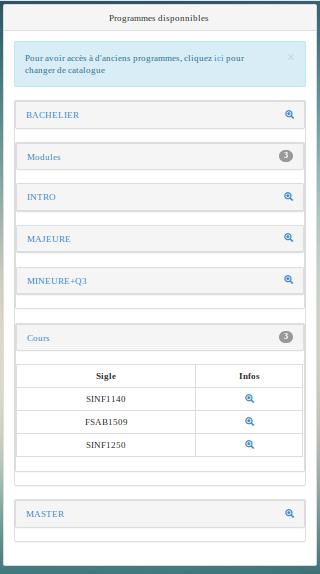 Programmes disponnibles
Pour avoir accès à d'anciens programmes, cliquez ici pour ×
changer de catalogue
BACHELIER
Modules 3
INTRO
MAJEURE
MINEURE+Q3
Cours 3
Sigle Infos
SINF1140
FSAB1509
SINF1250
MASTER